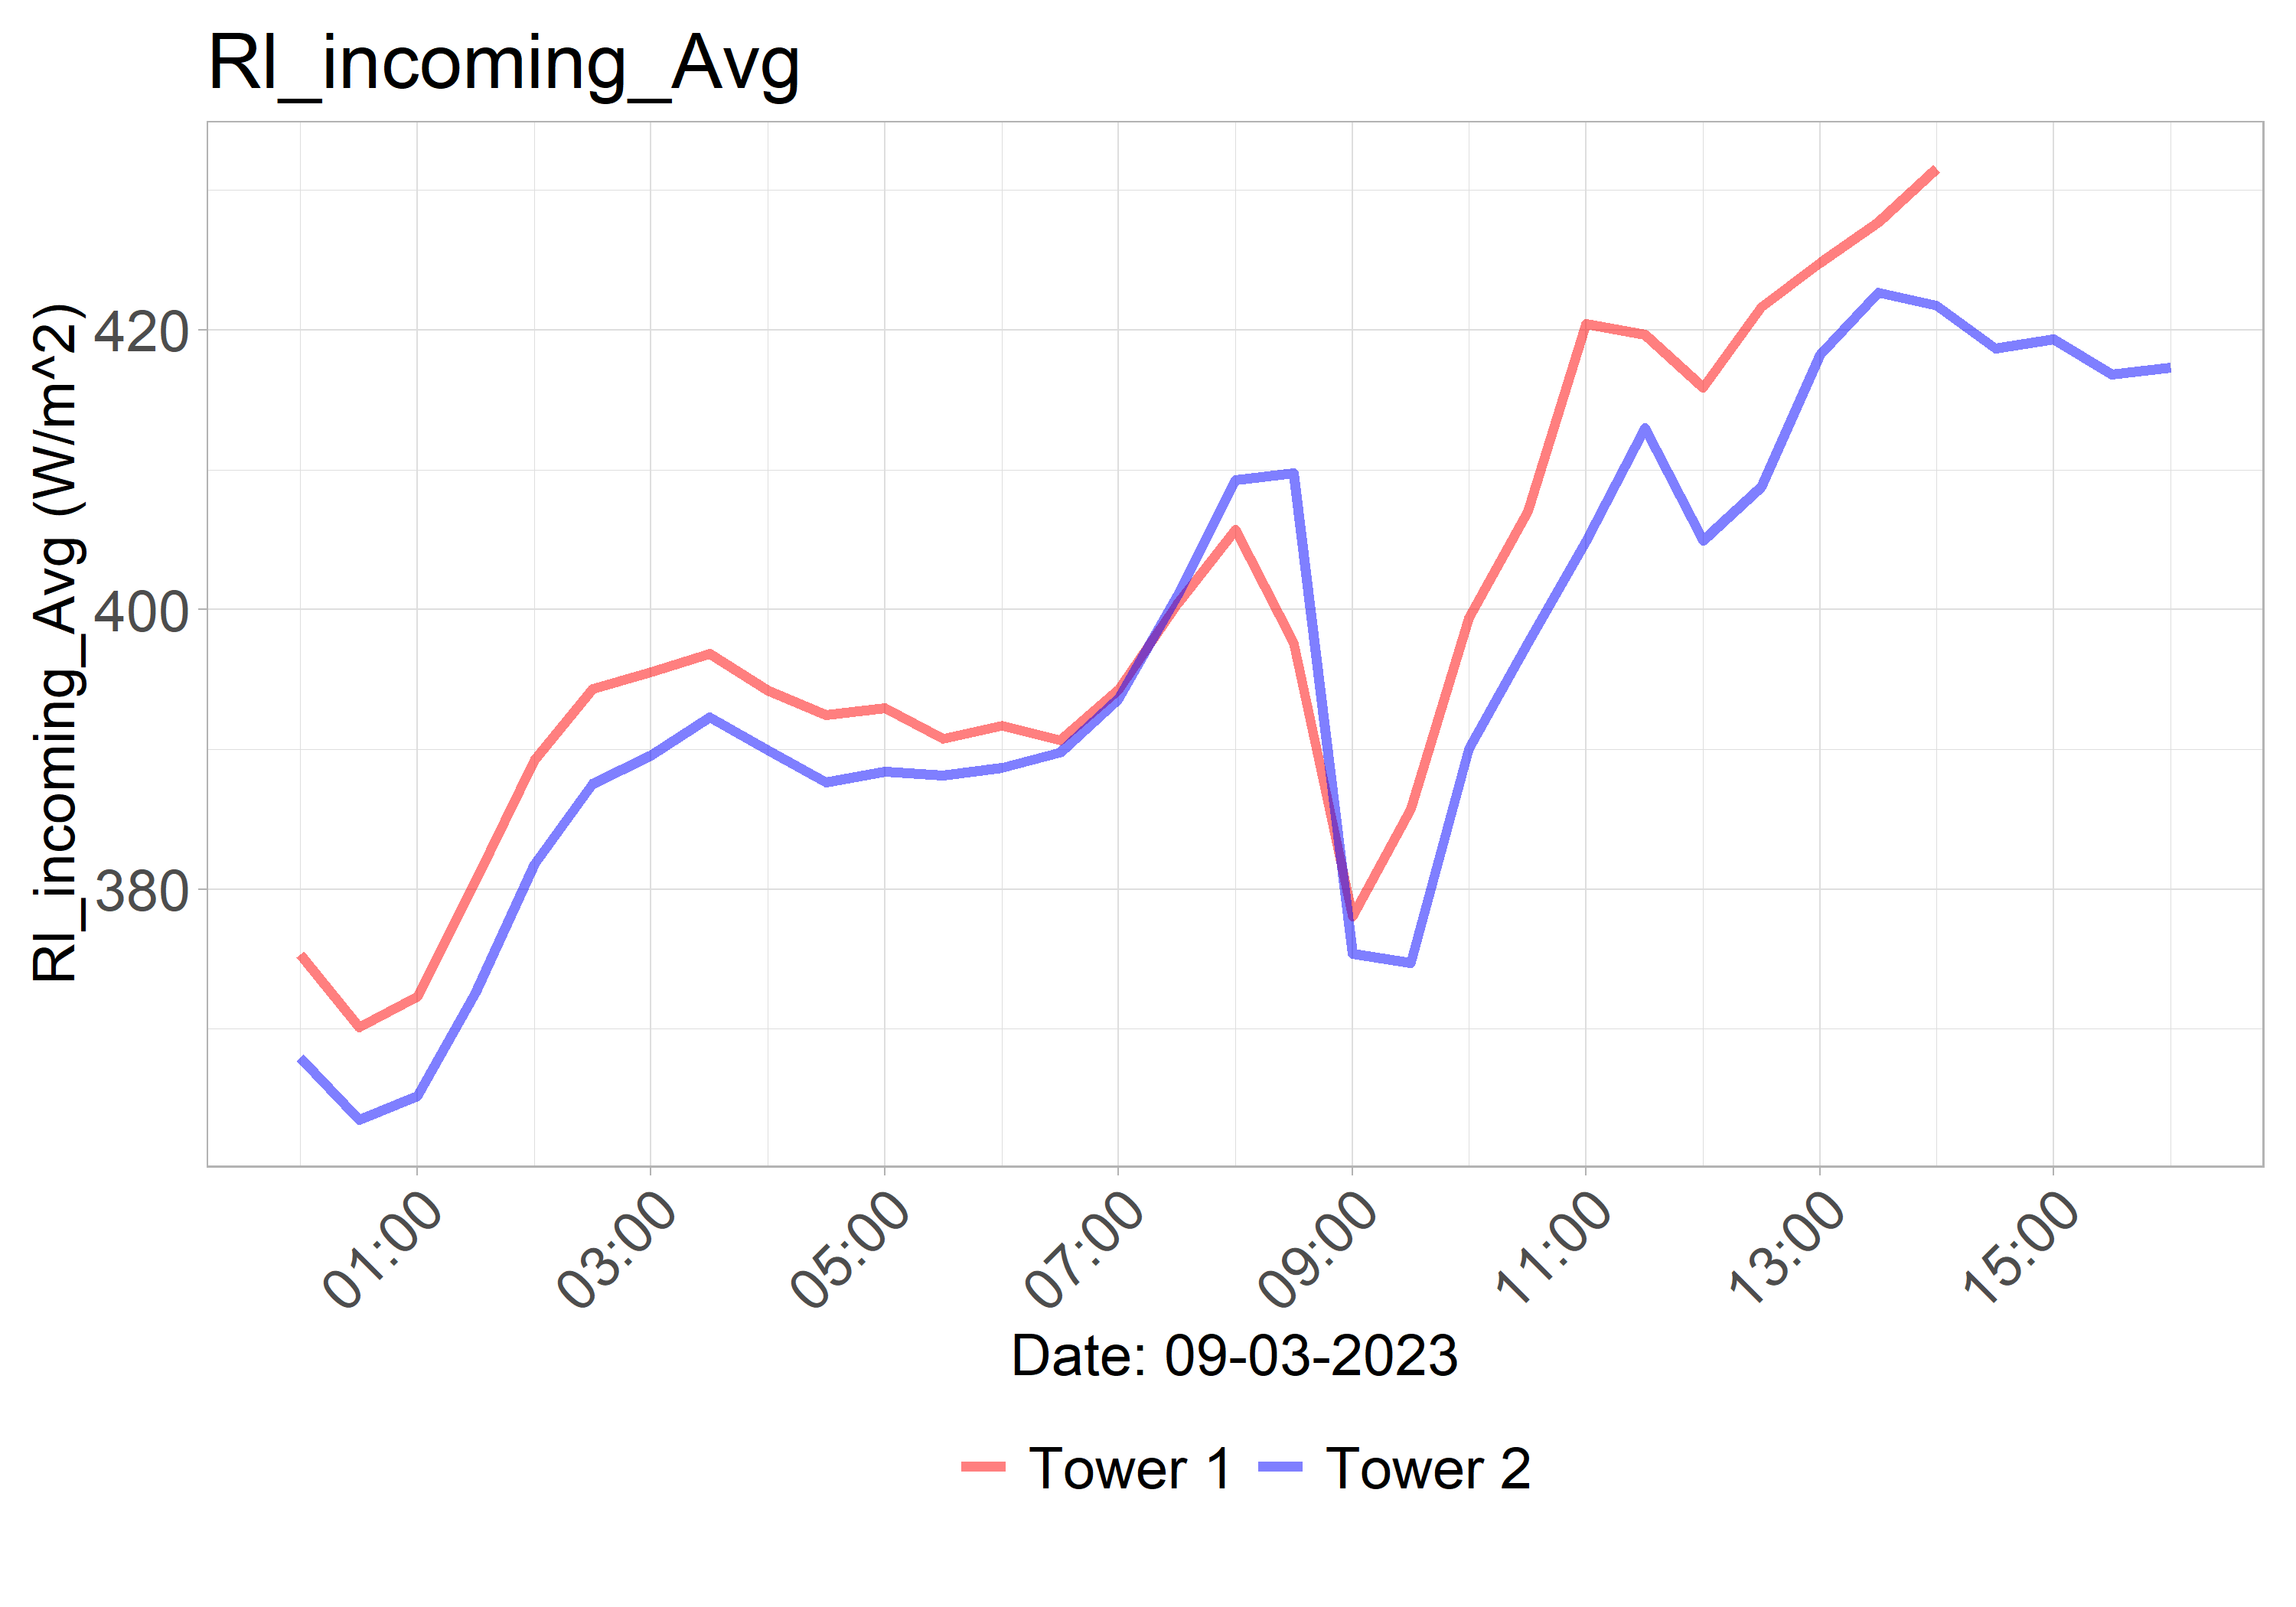 Rl_incoming_Avg
Rl_incoming_Avg (W/m^2)
420
400
380
01:00
03:00
05:00
07:00
09:00
11:00
13:00
15:00
Date: 09-03-2023
Tower 1
Tower 2